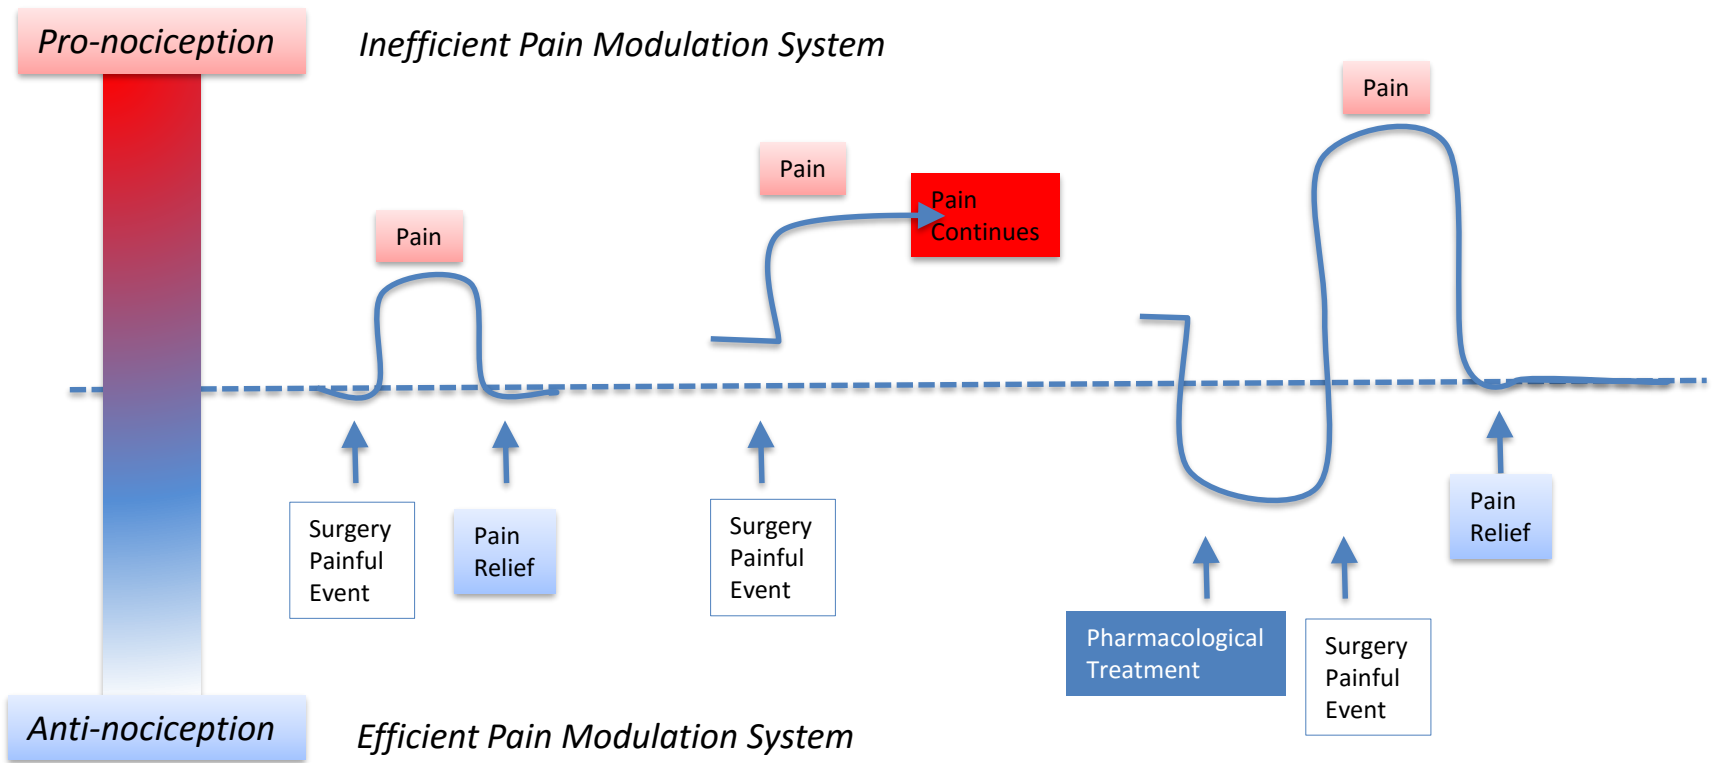 Pro-nociception
Inefficient Pain Modulation System
Pain
Surgery
Painful
Event
Pain
Relief
Pain
Pain
Continues
Surgery
Painful
Event
Pain
Pharmacological
Treatment
Surgery
Painful
Event
Pain
Relief
Anti-nociception
Efficient Pain Modulation System